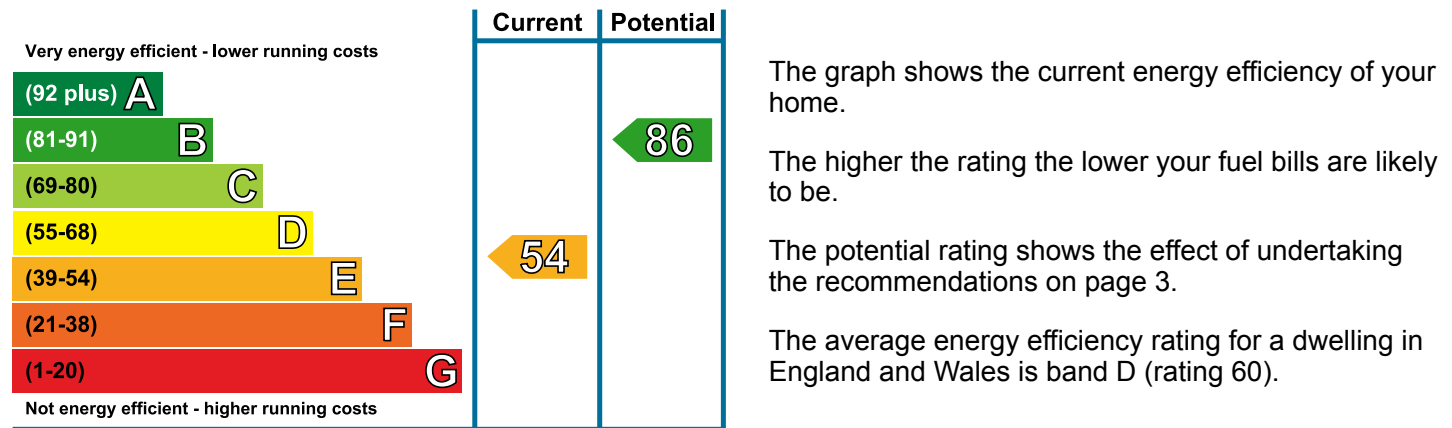 Current Potential
Very energy efficient - lower running costs
(92 plus) A
(81-91) B
86
(69-80) C
(55-68) D
54
(39-54) E
(21-38) F
(1-20) G
Not energy efficient - higher running costs
The graph shows the current energy efficiency of your
home.
The higher the rating the lower your fuel bills are likely
to be.
The potential rating shows the effect of undertaking
the recommendations on page 3.
The average energy efficiency rating for a dwelling in
England and Wales is band D (rating 60).